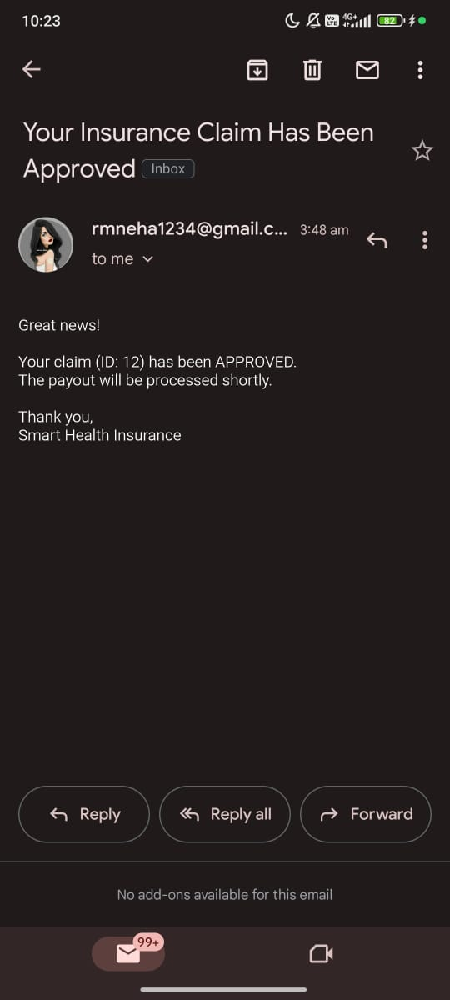 10:23
Vo LTE 4G+ 82
Your Insurance Claim Has Been
Approved Inbox
rmneha1234@gmail.c... 3:48 am
to me
Great news!
Your claim (ID: 12) has been APPROVED.
The payout will be processed shortly.
Thank you,
Smart Health Insurance
Reply Reply all Forward
No add-ons available for this email
99+